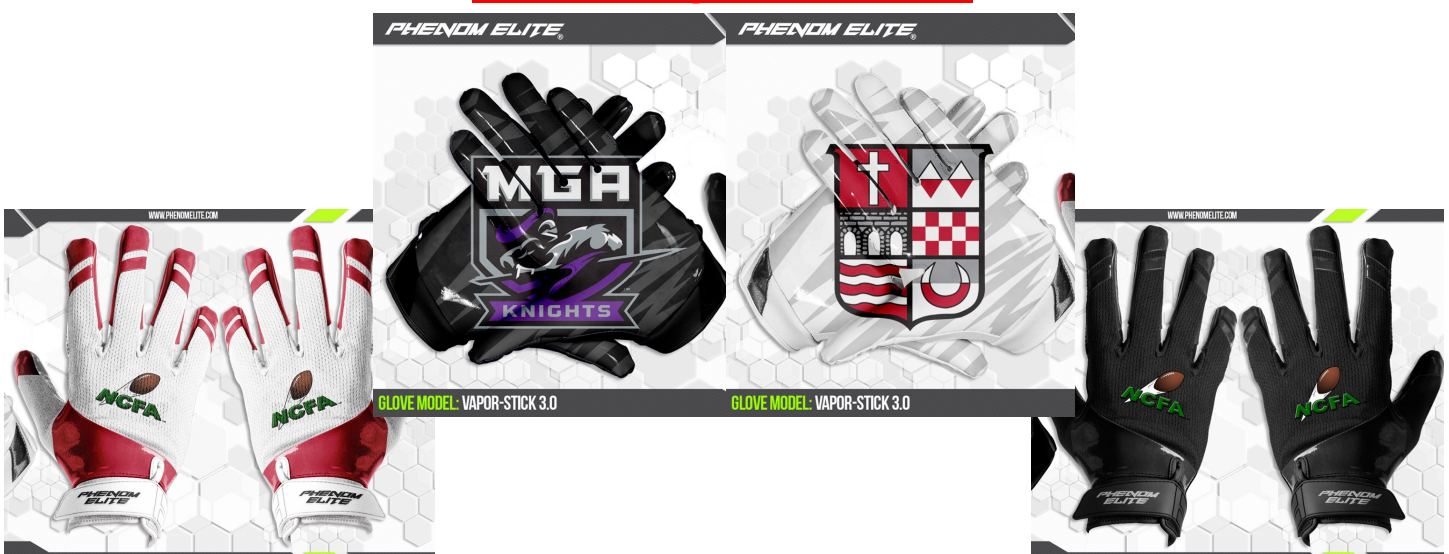 PHENOM ELITE®
MGA
KNIGHTS
GLOVE MODEL: VAPOR-STICK 3.0
PHENOM ELITE®
GLOVE MODEL: VAPOR-STICK 3.0
WWW.PHENOMELITE.COM
NCFA
NCFA
PHENOM
ELITE
PHENOM
ELITE
WWW.PHENOMELITE.COM
NCFA
NCFA
PHENOM
ELITE
PHENOM
ELITE